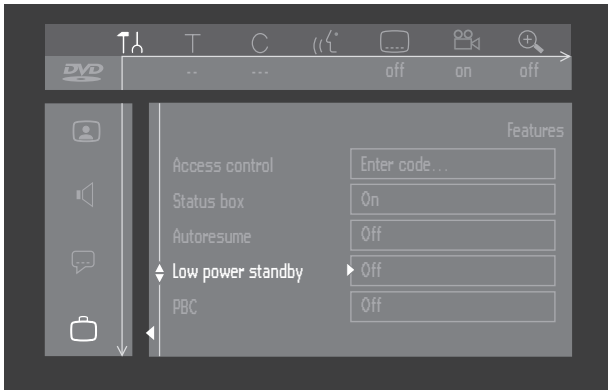 T C
DVD -- --- off on off
Features
Access control Enter code...
Status box On
Autoresume Off
Low power standby Off
PBC Off